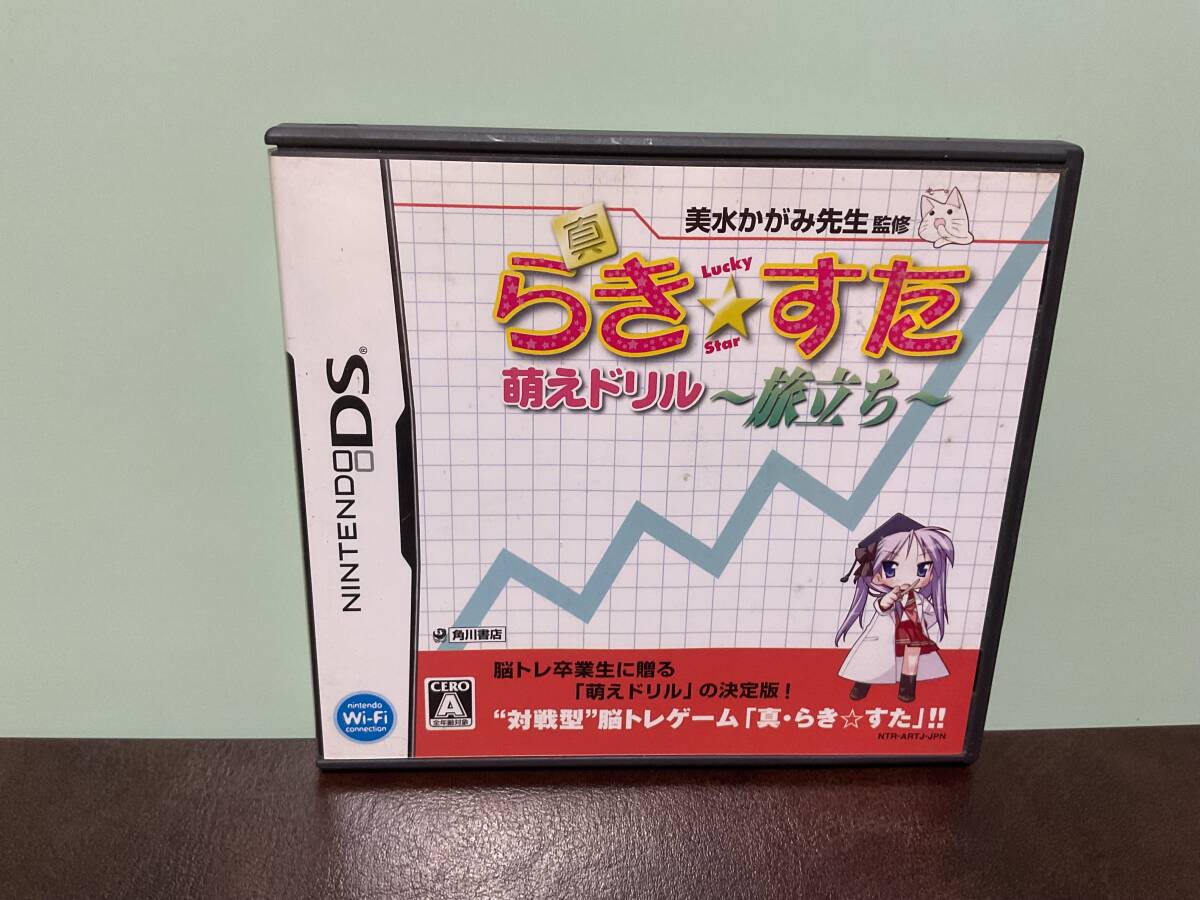 美水かがみ先生監修
真
らき☆すた
Lucky
Star
萌えドリル ～旅立ち～
NINTENDO DS®
角川書店
脳トレ卒業生に贈る
「萌えドリル」の決定版！
“対戦型”脳トレゲーム「真・らき☆すた」!!
CERO
A
全年齢対象
nintendo
Wi-Fi
connection
NTR-ARTJ-JPN